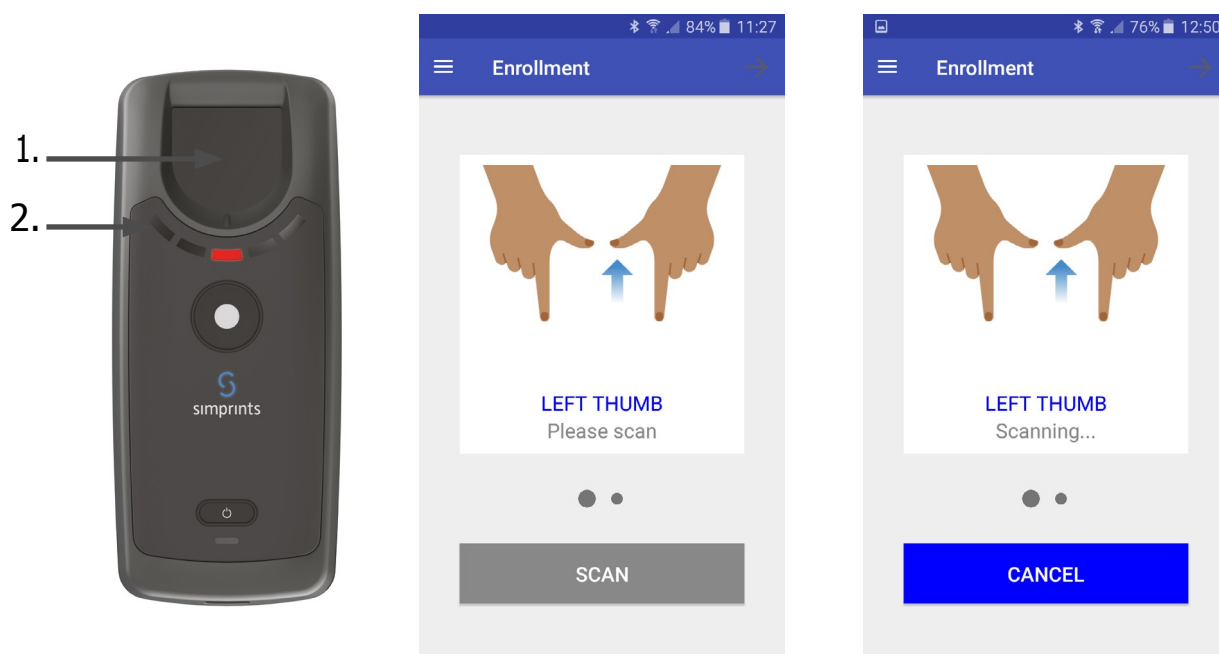 1.
2.
simprints
84% 11:27
Enrollment
LEFT THUMB
Please scan
SCAN
76% 12:50
Enrollment
LEFT THUMB
Scanning...
CANCEL